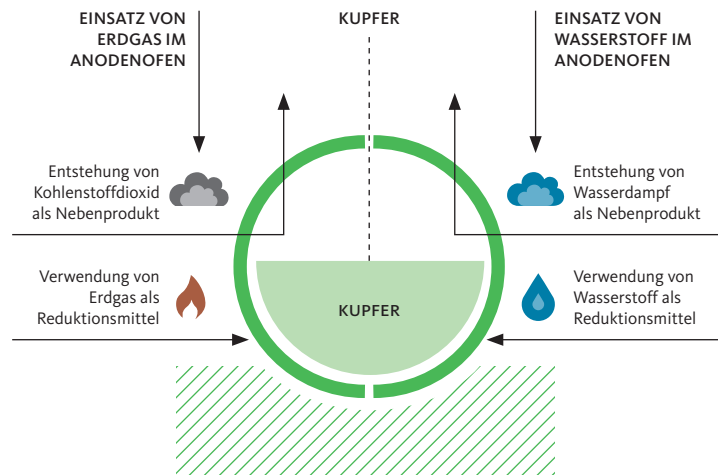 EINSATZ VON
ERDGAS IM
ANODENOFEN
KUPFER
EINSATZ VON
WASSERSTOFF IM
ANODENOFEN
Entstehung von
Kohlenstoffdioxid
als Nebenprodukt
Entstehung von
Wasserdampf
als Nebenprodukt
Verwendung von
Erdgas als
Reduktionsmittel
KUPFER
Verwendung von
Wasserstoff als
Reduktionsmittel